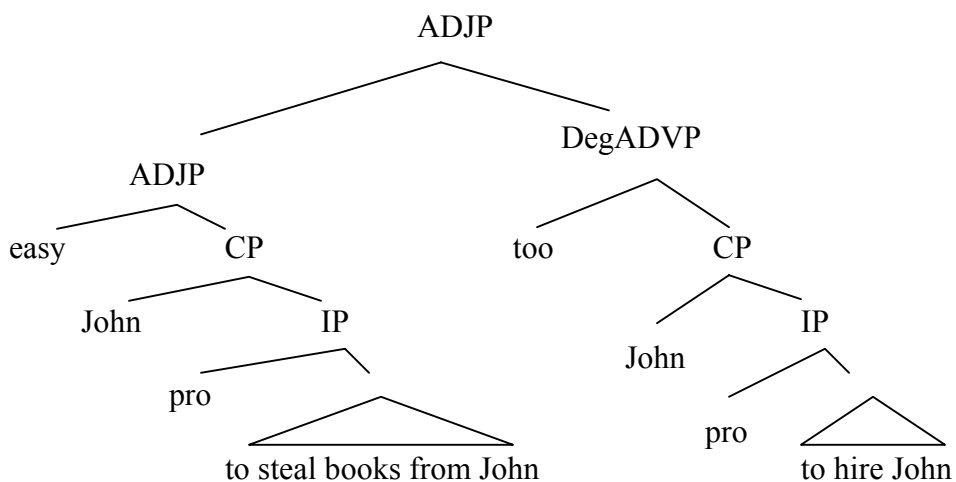 ADJP
DegADVP
ADJP
easy CP too CP
John IP IP
John
pro
pro
to steal books from John to hire John